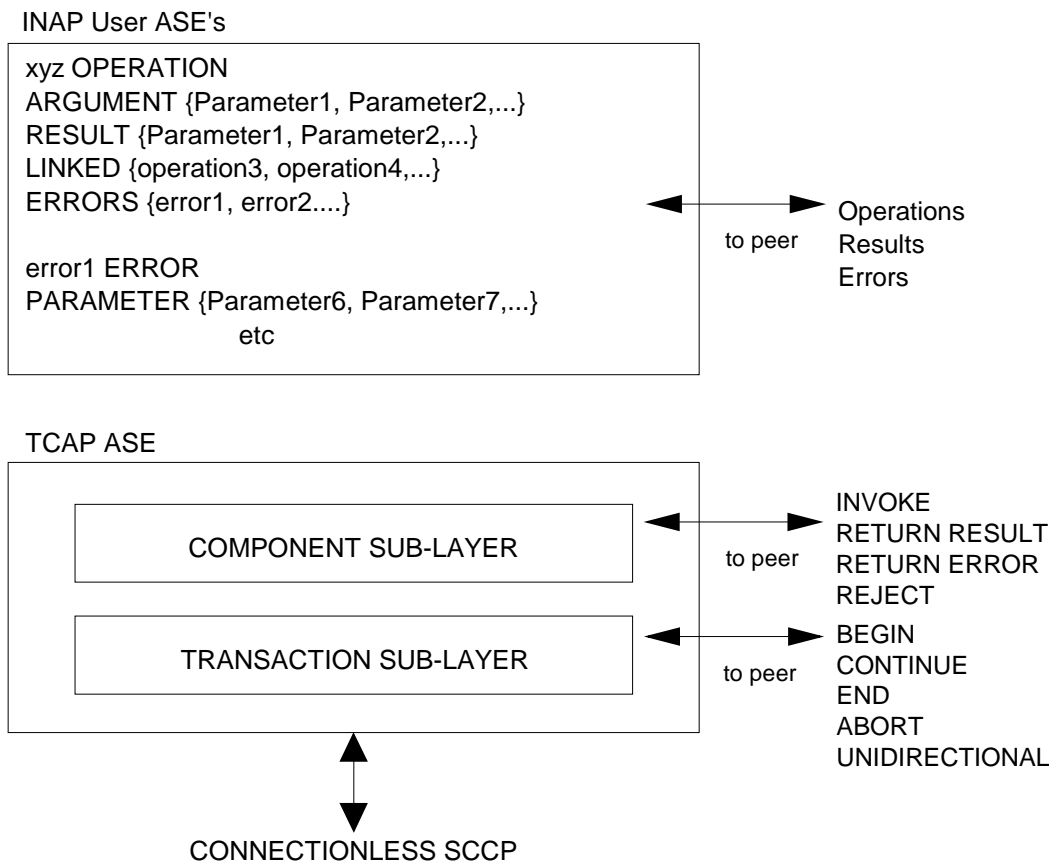 INAP User ASE's
xyz OPERATION
ARGUMENT {Parameter1, Parameter2,...}
RESULT {Parameter1, Parameter2,...}
LINKED {operation3, operation4,...}
ERRORS {error1, error2....}
error1 ERROR
PARAMETER {Parameter6, Parameter7,...}
etc
to peer
Operations
Results
Errors
TCAP ASE
COMPONENT SUB-LAYER
to peer
INVOKE
RETURN RESULT
RETURN ERROR
REJECT
TRANSACTION SUB-LAYER
to peer
BEGIN
CONTINUE
END
ABORT
UNIDIRECTIONAL
CONNECTIONLESS SCCP